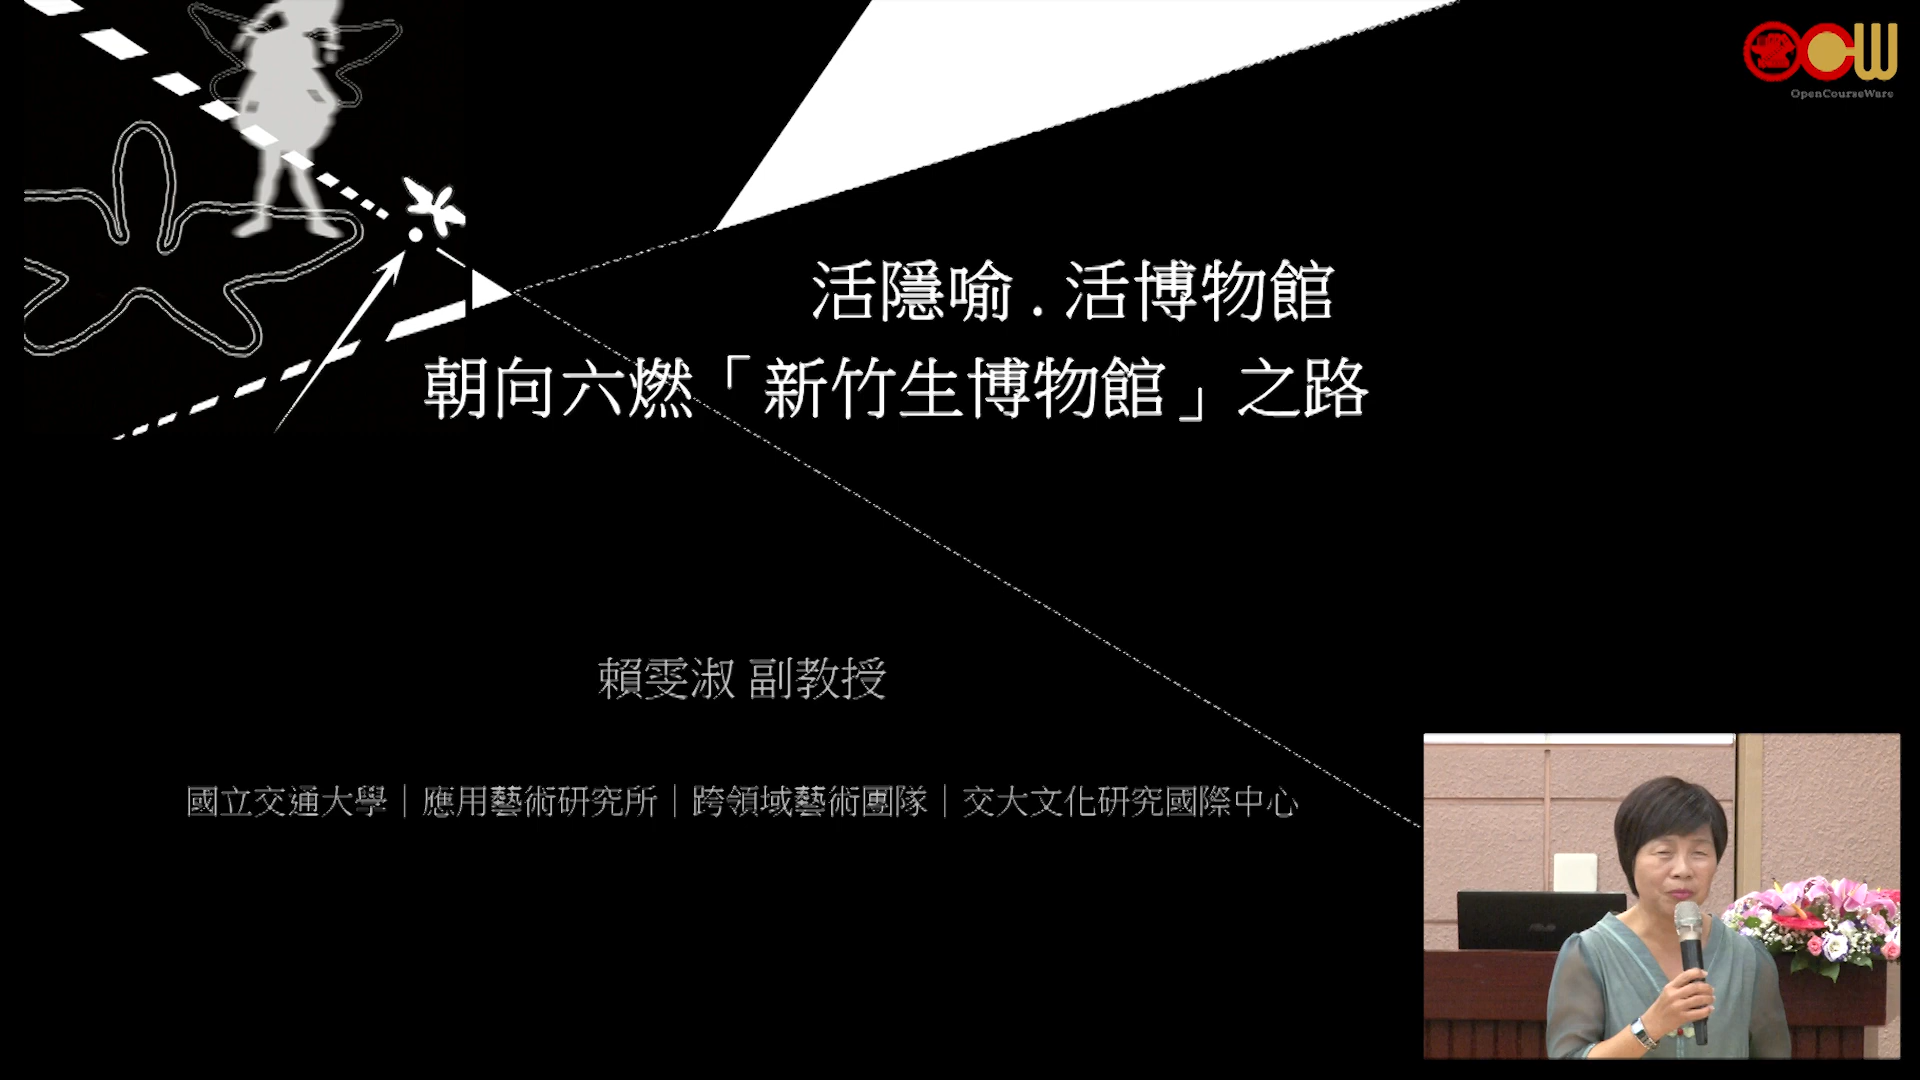 OpenCourseWare
活隱喻 . 活博物館
朝向六燃「新竹生博物館」之路
賴雯淑 副教授
國立交通大學｜應用藝術研究所｜跨領域藝術團隊｜交大文化研究國際中心